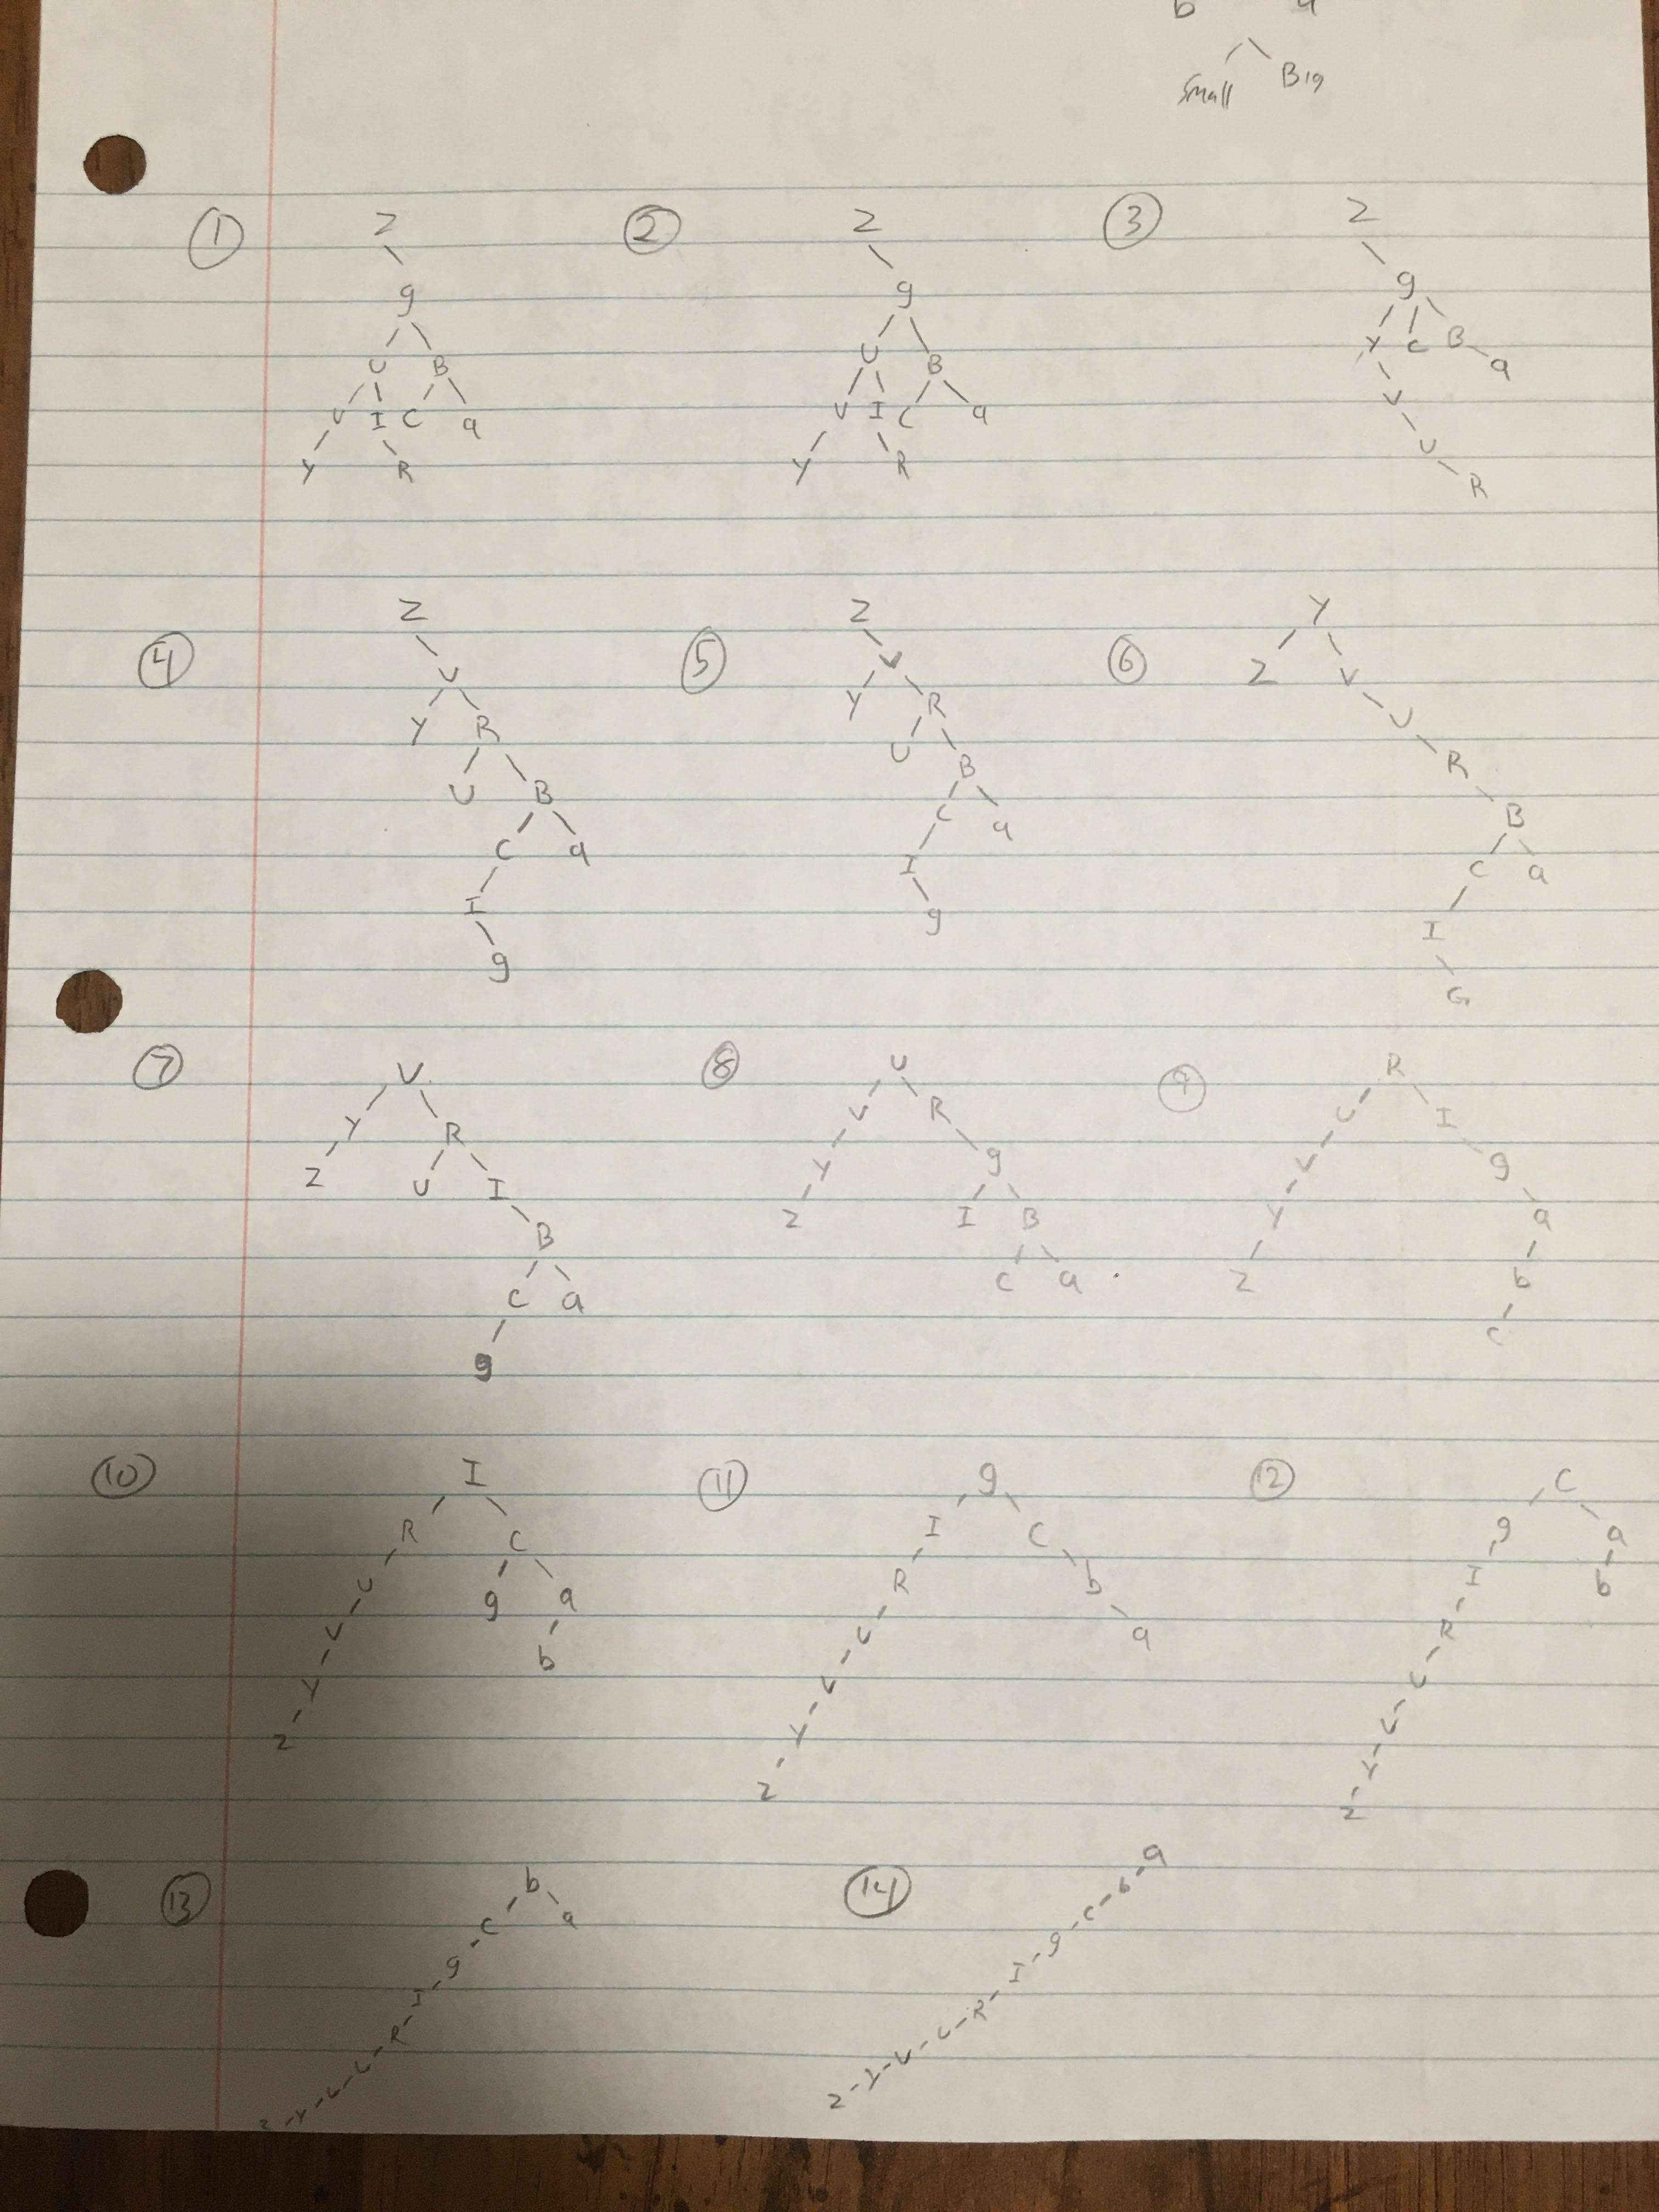 b a
Small Big
① ② ③
Z Z Z
g g g
U B U B Y C B
V I C a V I C a V a
Y R Y R U
R
④ ⑤ ⑥
Z Z Y
V V Z V
Y R Y R U
U B U B R
C a C a B
I I C a
g g I
G
⑦ ⑧ ⑨
V U R
Y R V R U I
Z U I Y g V g
B Z I B Y a
C a C a Z b
g C
⑩ ⑪ ⑫
I g C
R C I C g a
U g a R b I b
V b U a R
Y V U
Z Y V
Z Y
Z
⑬ ⑭
b a
C a b
g C
I g
R I
U R
V U
Y V
Z Y
Z